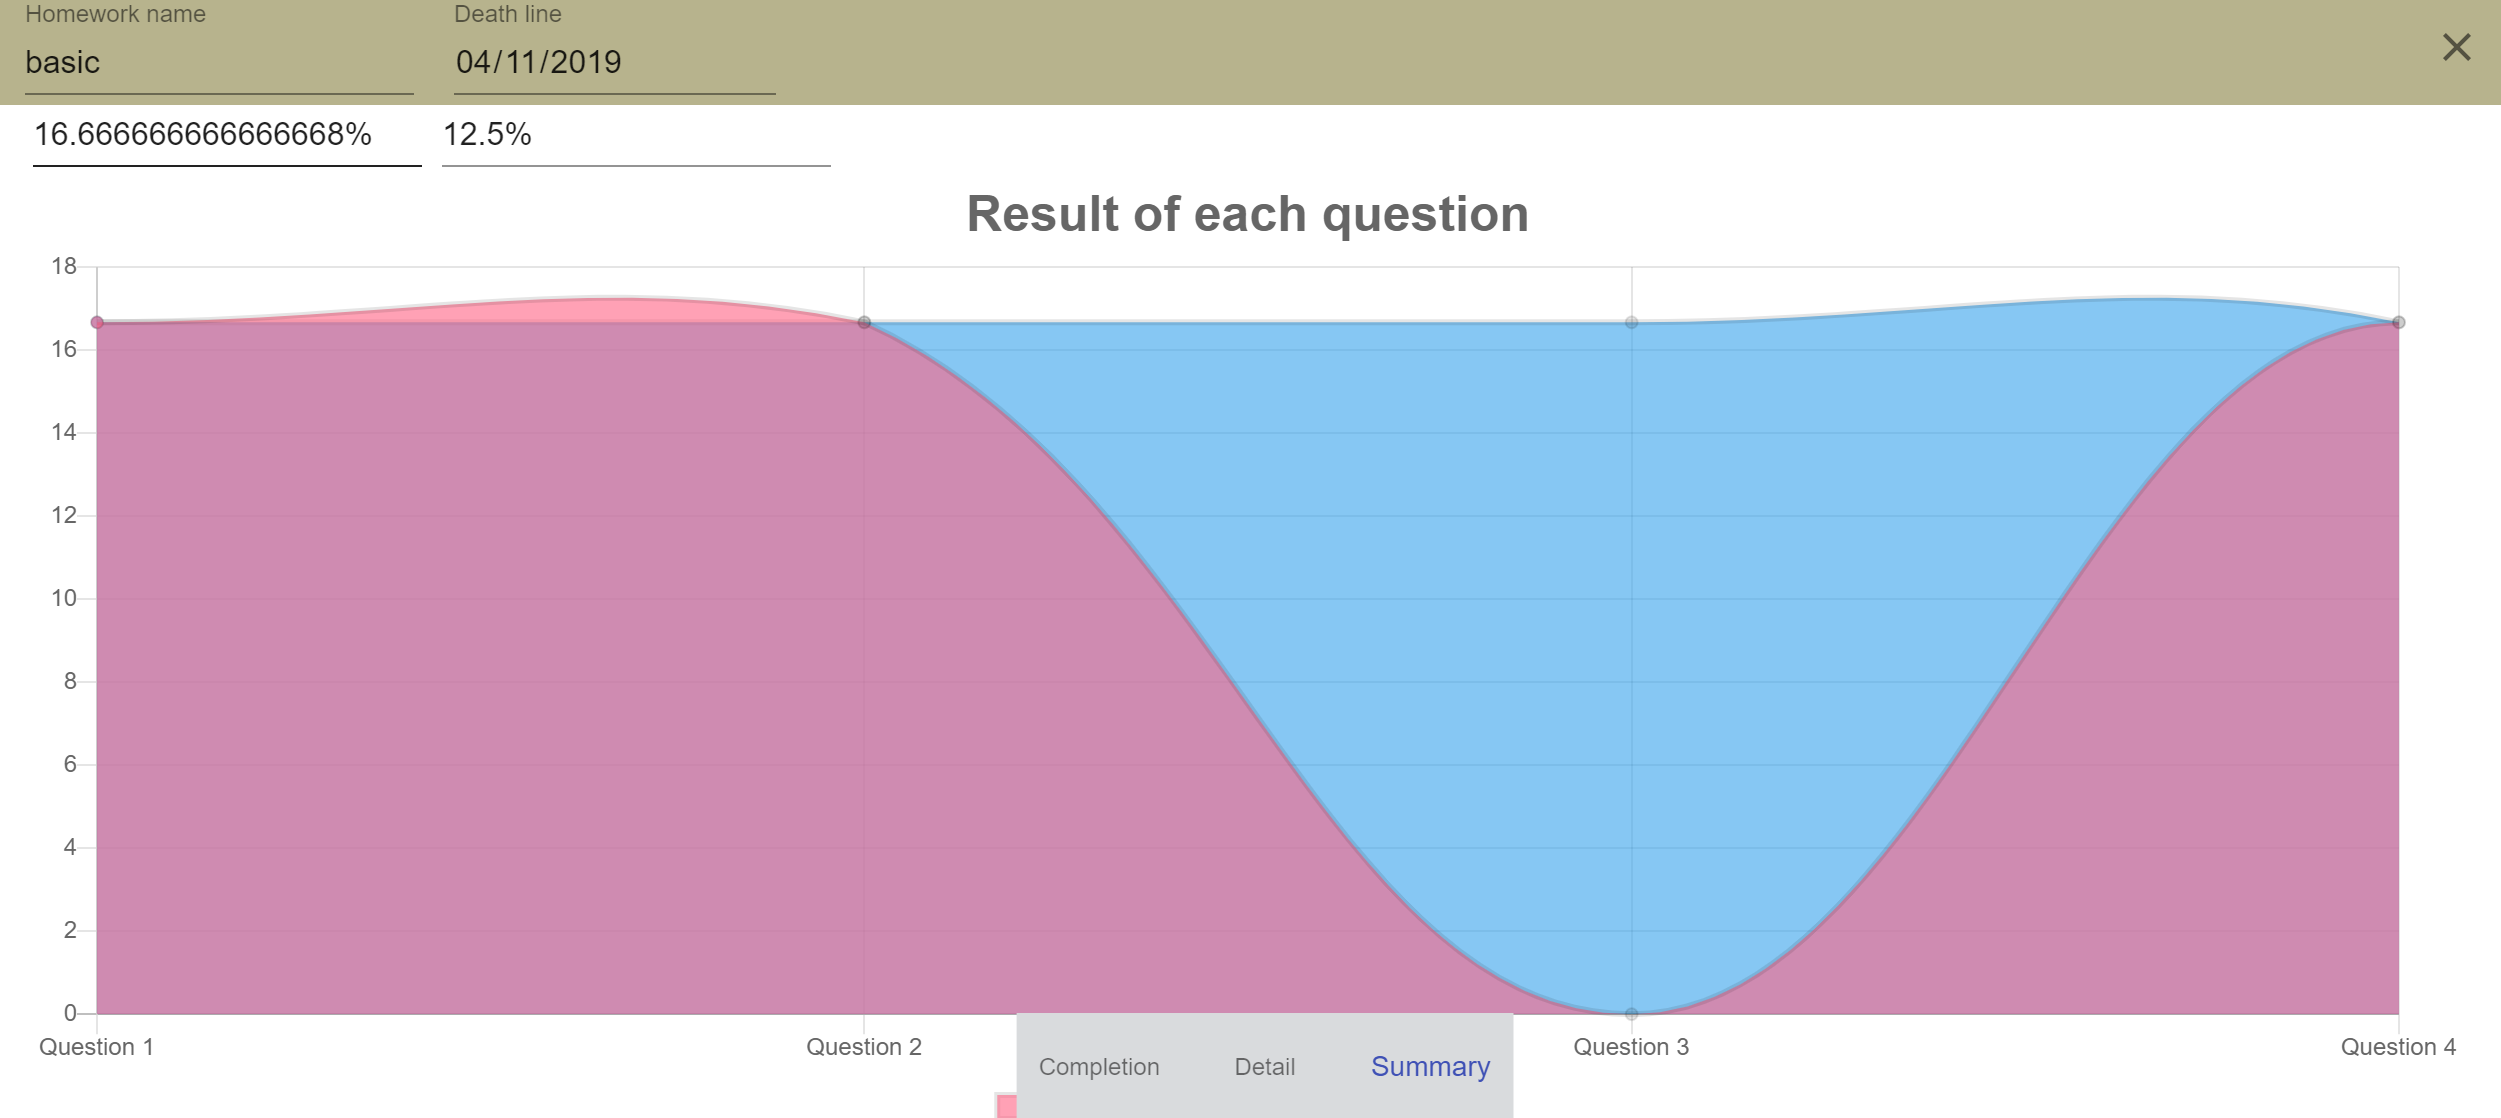 Homework name Death line
basic 04/11/2019
16.666666666666668% 12.5%
Result of each question
18
16
14
12
10
8
6
4
2
0
Question 1 Question 2 Question 3 Question 4
Completion Detail Summary